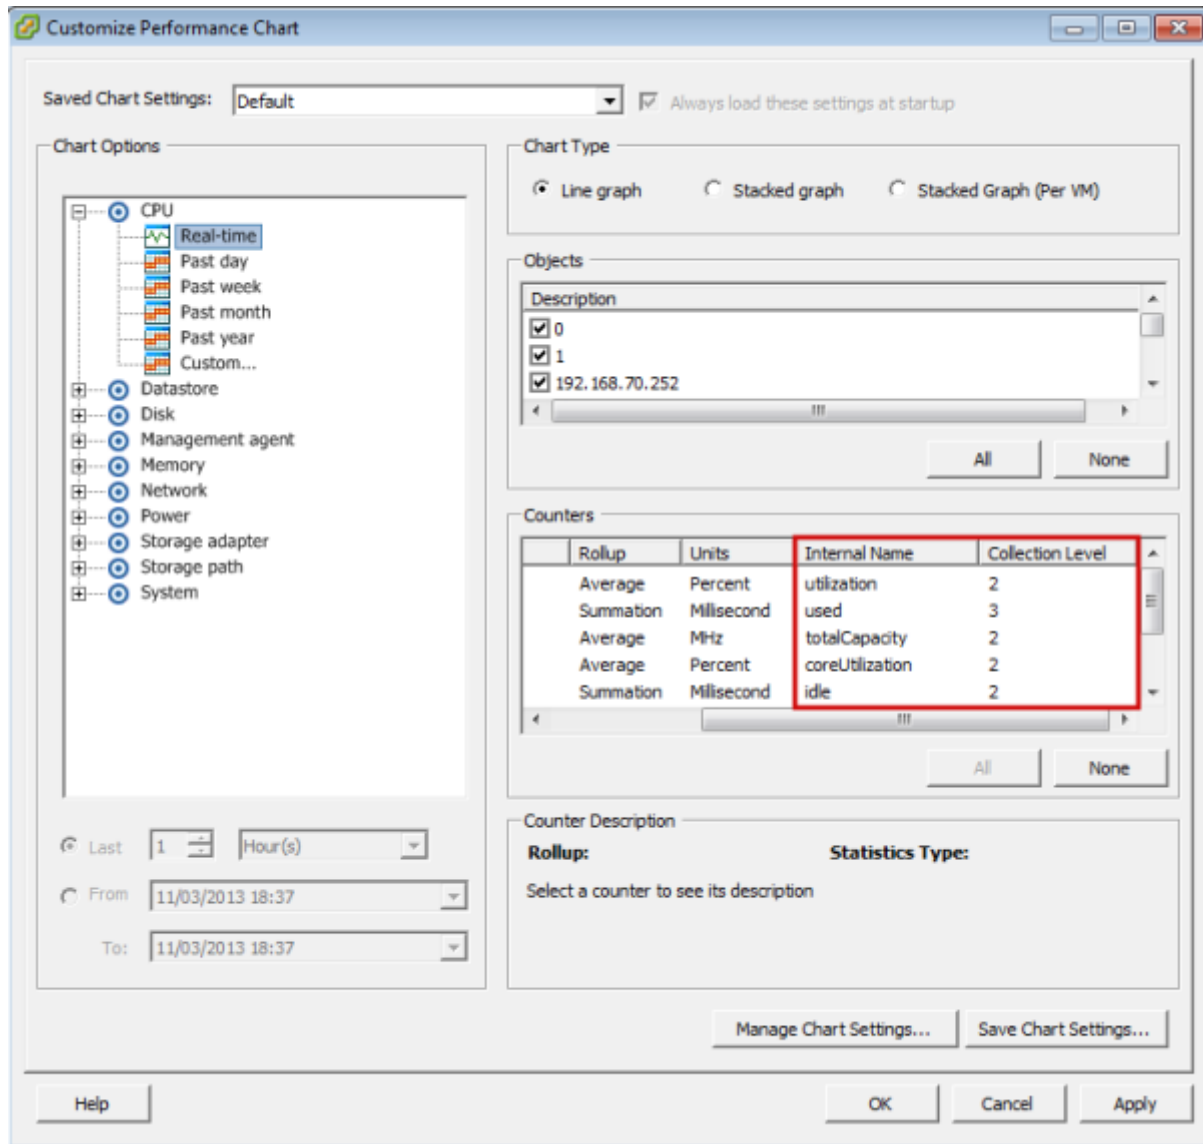 Customize Performance Chart
Saved Chart Settings: Default Always load these settings at startup
Chart Options
CPU
Real-time
Past day
Past week
Past month
Past year
Custom...
Datastore
Disk
Management agent
Memory
Network
Power
Storage adapter
Storage path
System
Last 1 Hour(s)
From 11/03/2013 18:37
To: 11/03/2013 18:37
Chart Type
Line graph Stacked graph Stacked Graph (Per VM)
Objects
Description
0
1
192.168.70.252
All None
Counters
Rollup Units Internal Name Collection Level
Average Percent utilization 2
Summation Millisecond used 3
Average MHz totalCapacity 2
Average Percent coreUtilization 2
Summation Millisecond idle 2
All None
Counter Description
Rollup: Statistics Type:
Select a counter to see its description
Manage Chart Settings... Save Chart Settings...
Help OK Cancel Apply